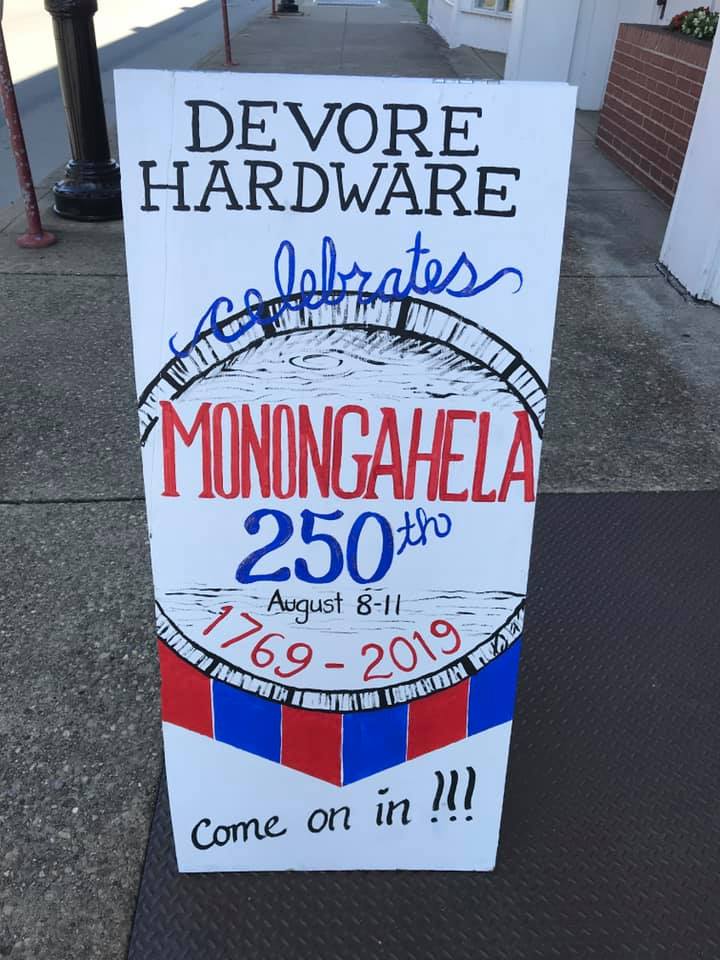 DEVORE
HARDWARE
celebrates
MONONGAHELA
250th
August 8-11
1769-2019
Come on in !!!